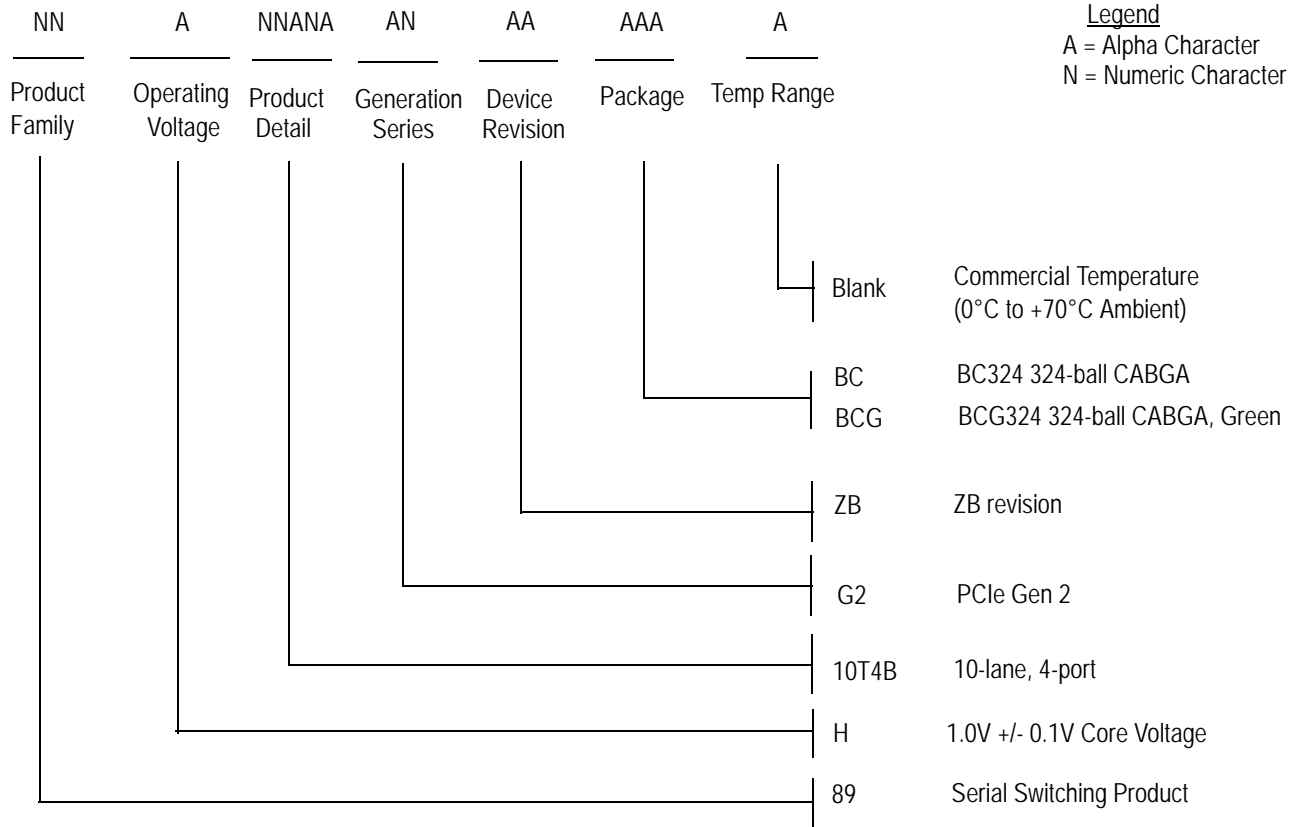 NN A NNANA AN AA AAA A
Legend
A = Alpha Character
N = Numeric Character
Product Family
Operating Voltage
Product Detail
Generation Series
Device Revision
Package
Temp Range
Blank Commercial Temperature
(0°C to +70°C Ambient)
BC BC324 324-ball CABGA
BCG BCG324 324-ball CABGA, Green
ZB ZB revision
G2 PCIe Gen 2
10T4B 10-lane, 4-port
H 1.0V +/- 0.1V Core Voltage
89 Serial Switching Product